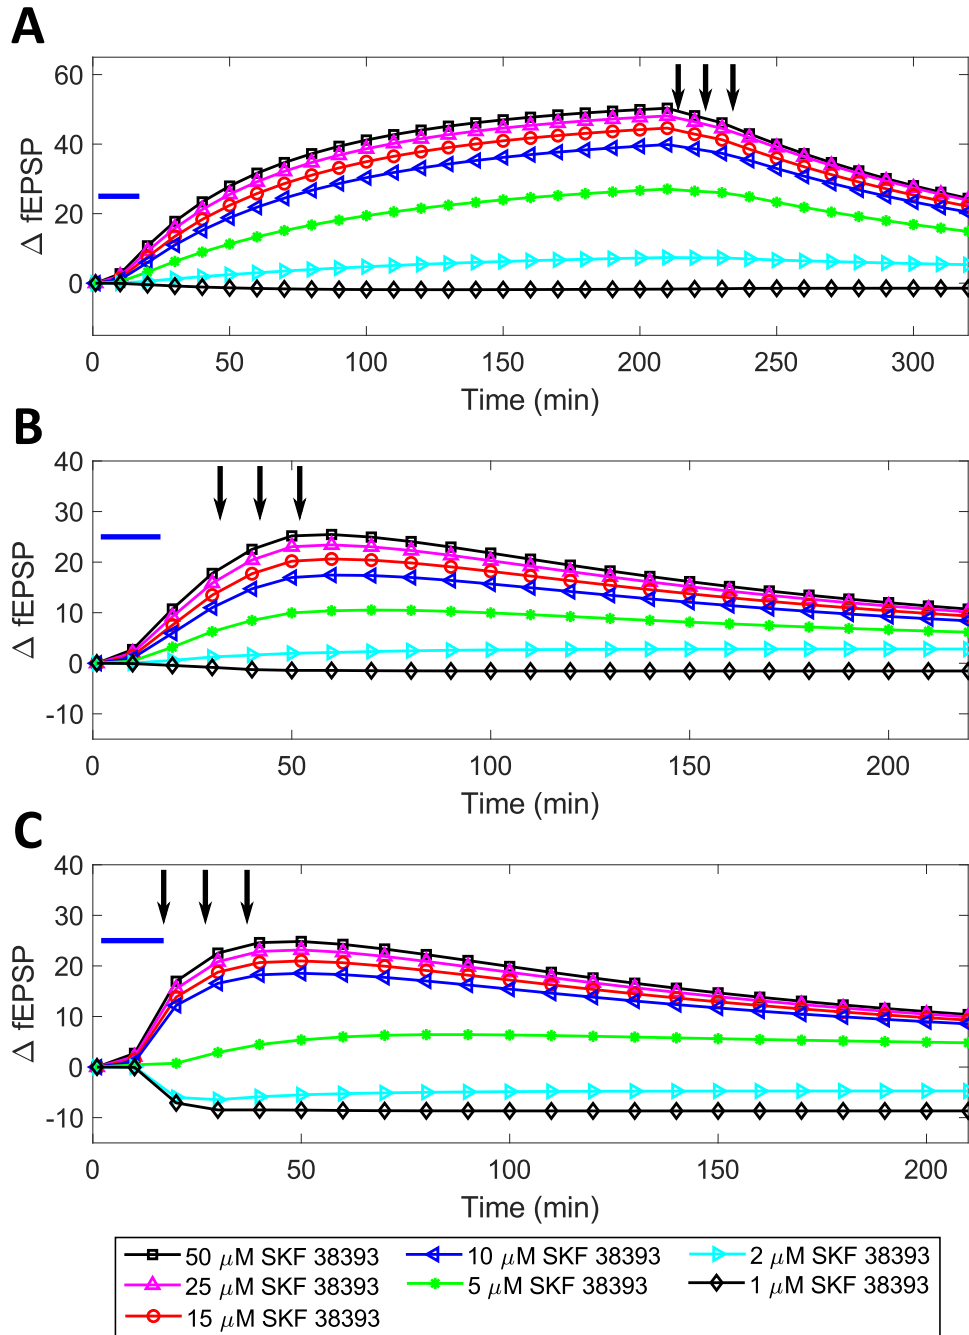 A
60
40
20
0
Δ fEPSP
0 50 100 150 200 250 300
Time (min)
B
40
30
20
10
0
-10
Δ fEPSP
0 50 100 150 200
Time (min)
C
40
30
20
10
0
-10
Δ fEPSP
0 50 100 150 200
Time (min)
50 μM SKF 38393 10 μM SKF 38393 2 μM SKF 38393
25 μM SKF 38393 5 μM SKF 38393 1 μM SKF 38393
15 μM SKF 38393